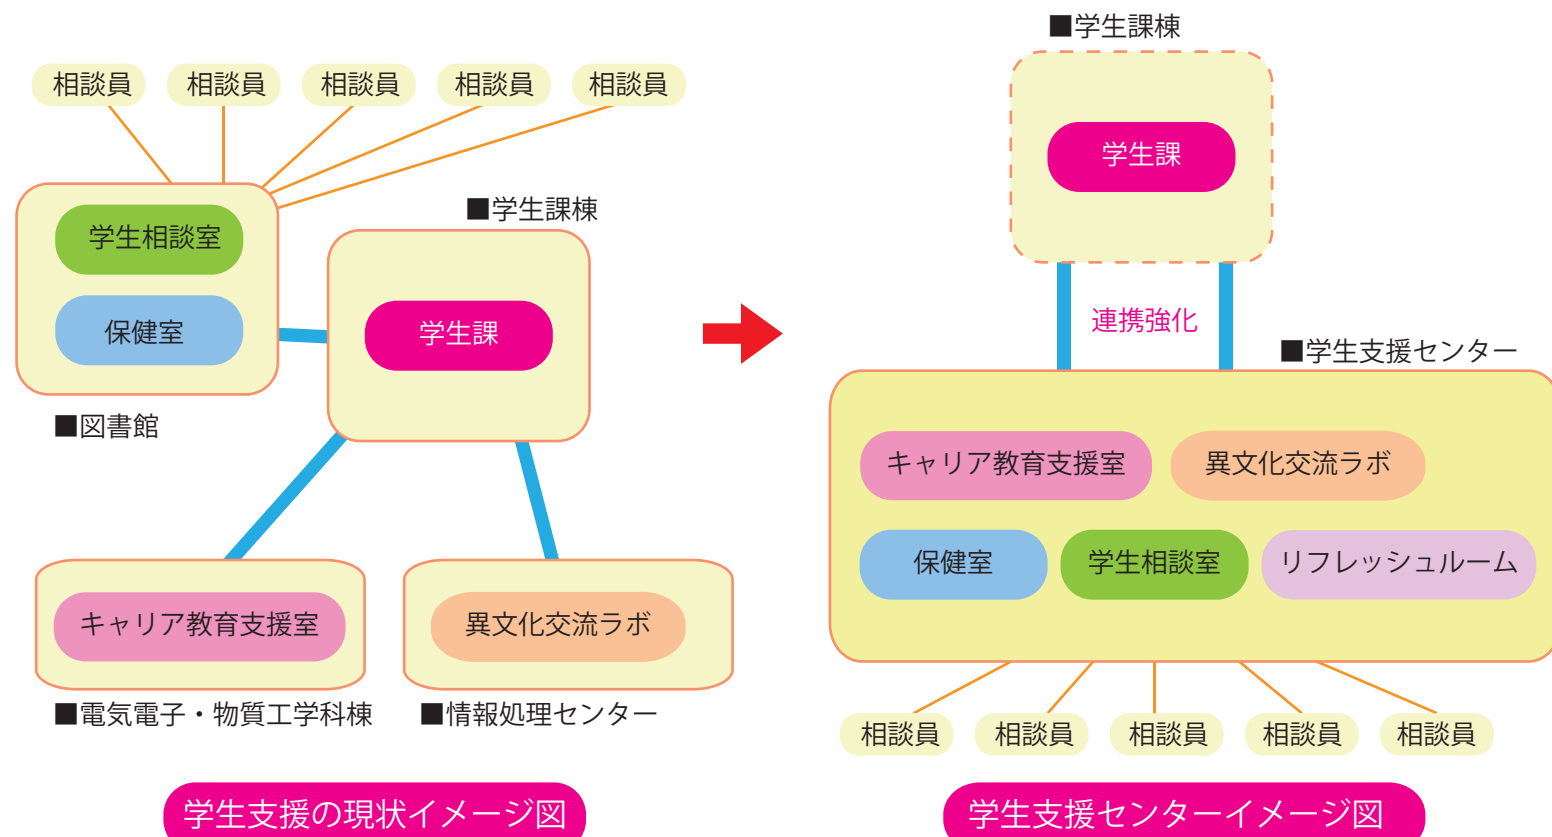 相談員
相談員
相談員
相談員
相談員
学生相談室
保健室
■図書館
■学生課棟
学生課
キャリア教育支援室
■電気電子・物質工学科棟
異文化交流ラボ
■情報処理センター
学生支援の現状イメージ図
■学生課棟
学生課
連携強化
■学生支援センター
キャリア教育支援室
異文化交流ラボ
保健室
学生相談室
リフレッシュルーム
相談員
相談員
相談員
相談員
相談員
学生支援センターイメージ図